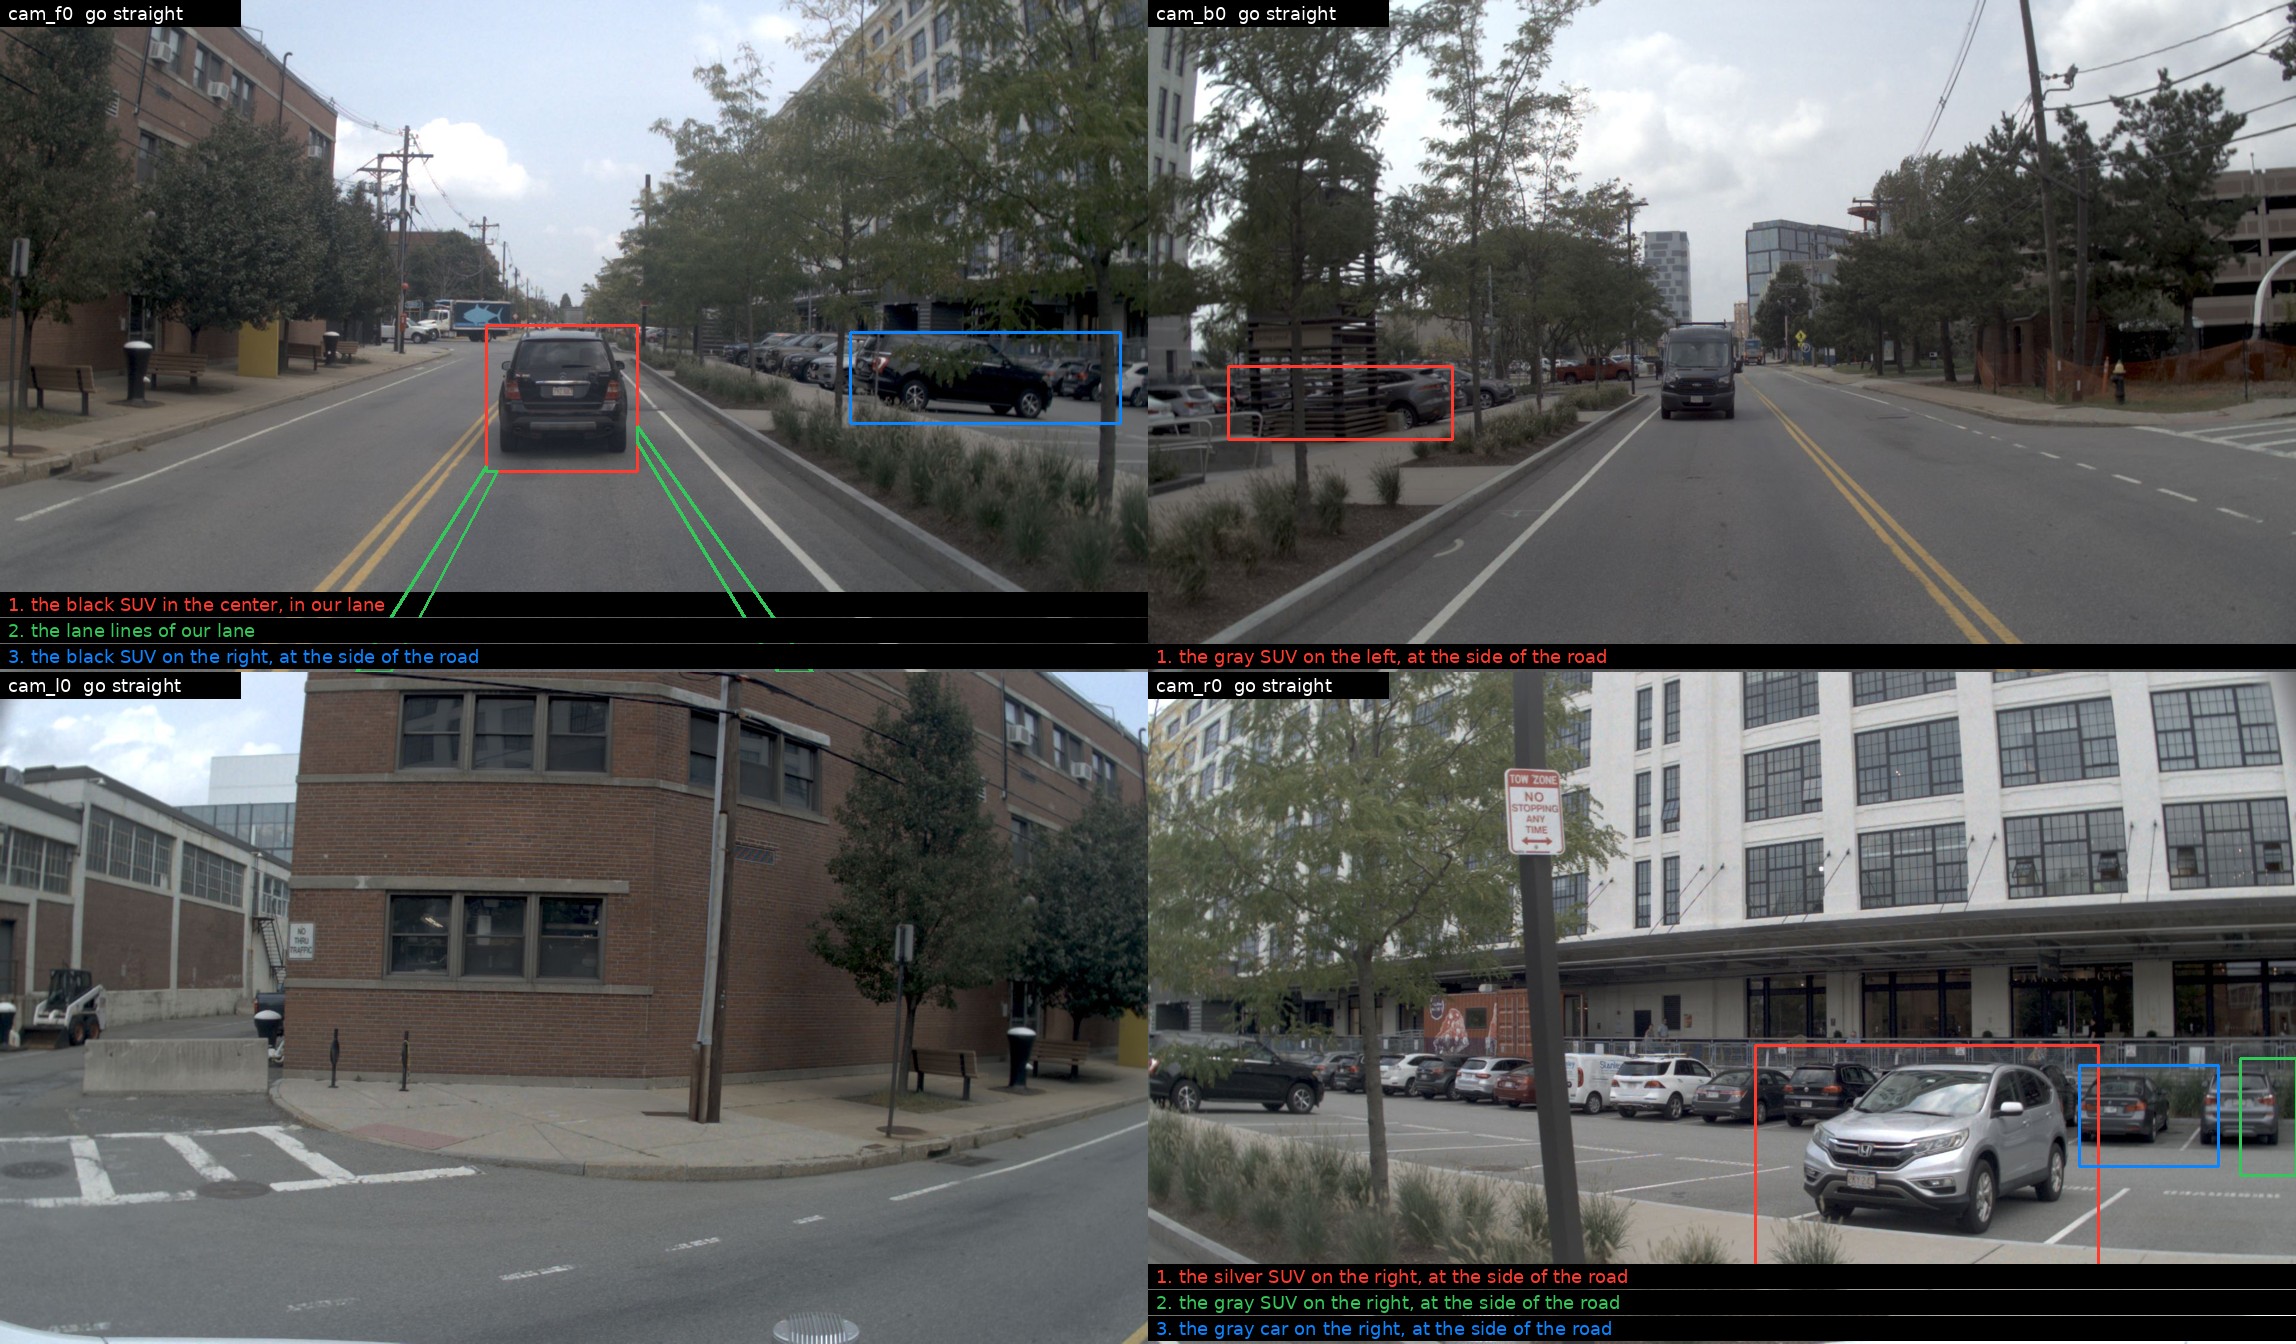 cam_f0 go straight
1. the black SUV in the center, in our lane
2. the lane lines of our lane
3. the black SUV on the right, at the side of the road
cam_b0 go straight
1. the gray SUV on the left, at the side of the road
cam_l0 go straight
NO
THRU
TRAFFIC
cam_r0 go straight
TOW ZONE
NO
STOPPING
ANY
TIME
1. the silver SUV on the right, at the side of the road
2. the gray SUV on the right, at the side of the road
3. the gray car on the right, at the side of the road